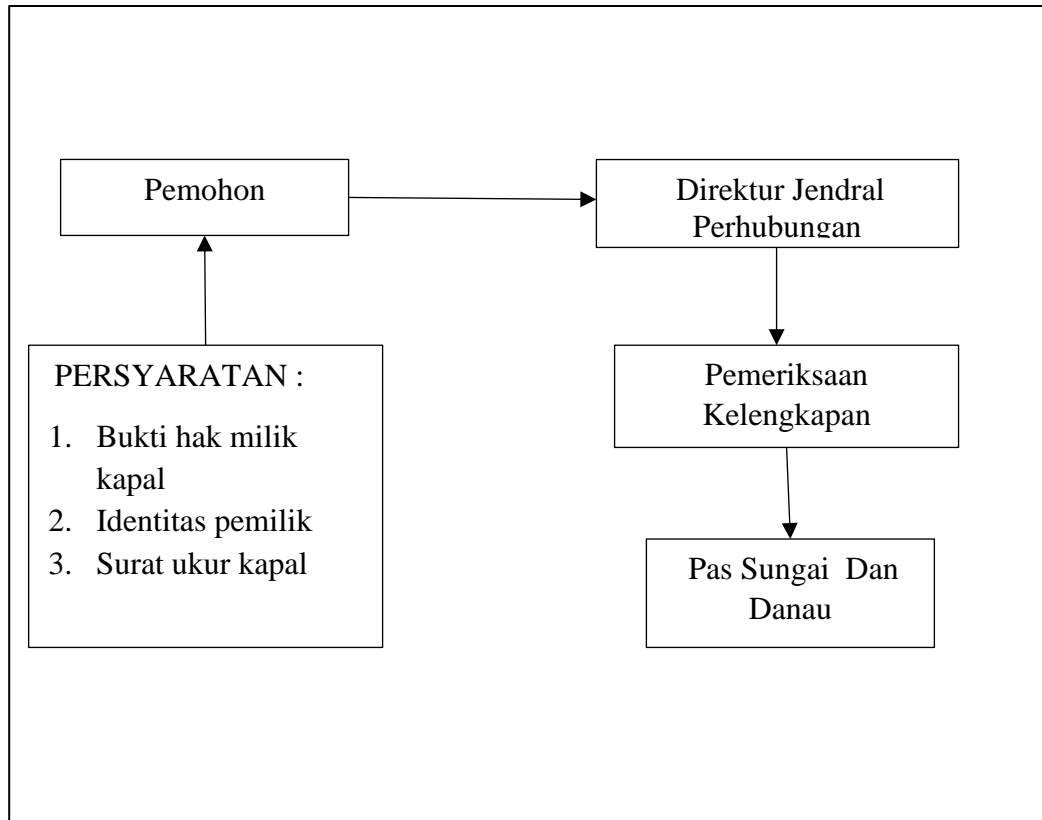 Pemohon
Direktur Jendral
Perhubungan
PERSYARATAN :
1. Bukti hak milik
kapal
2. Identitas pemilik
3. Surat ukur kapal
Pemeriksaan
Kelengkapan
Pas Sungai Dan
Danau